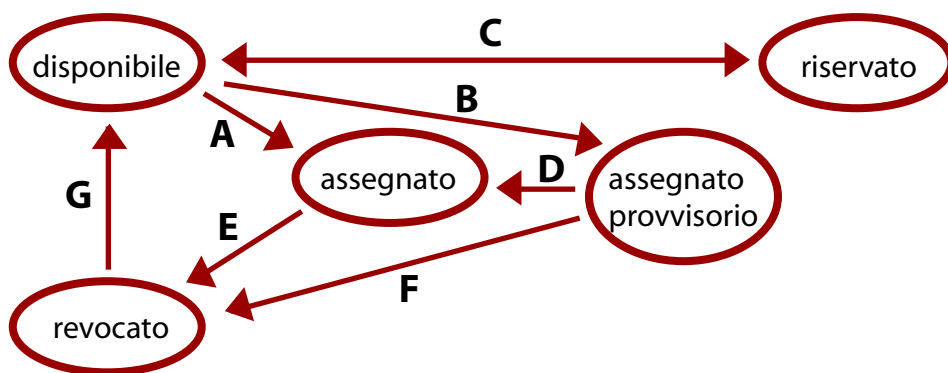 C
disponibile
riservato
B
A
D
assegnato
assegnato
provvisorio
G
E
F
revocato